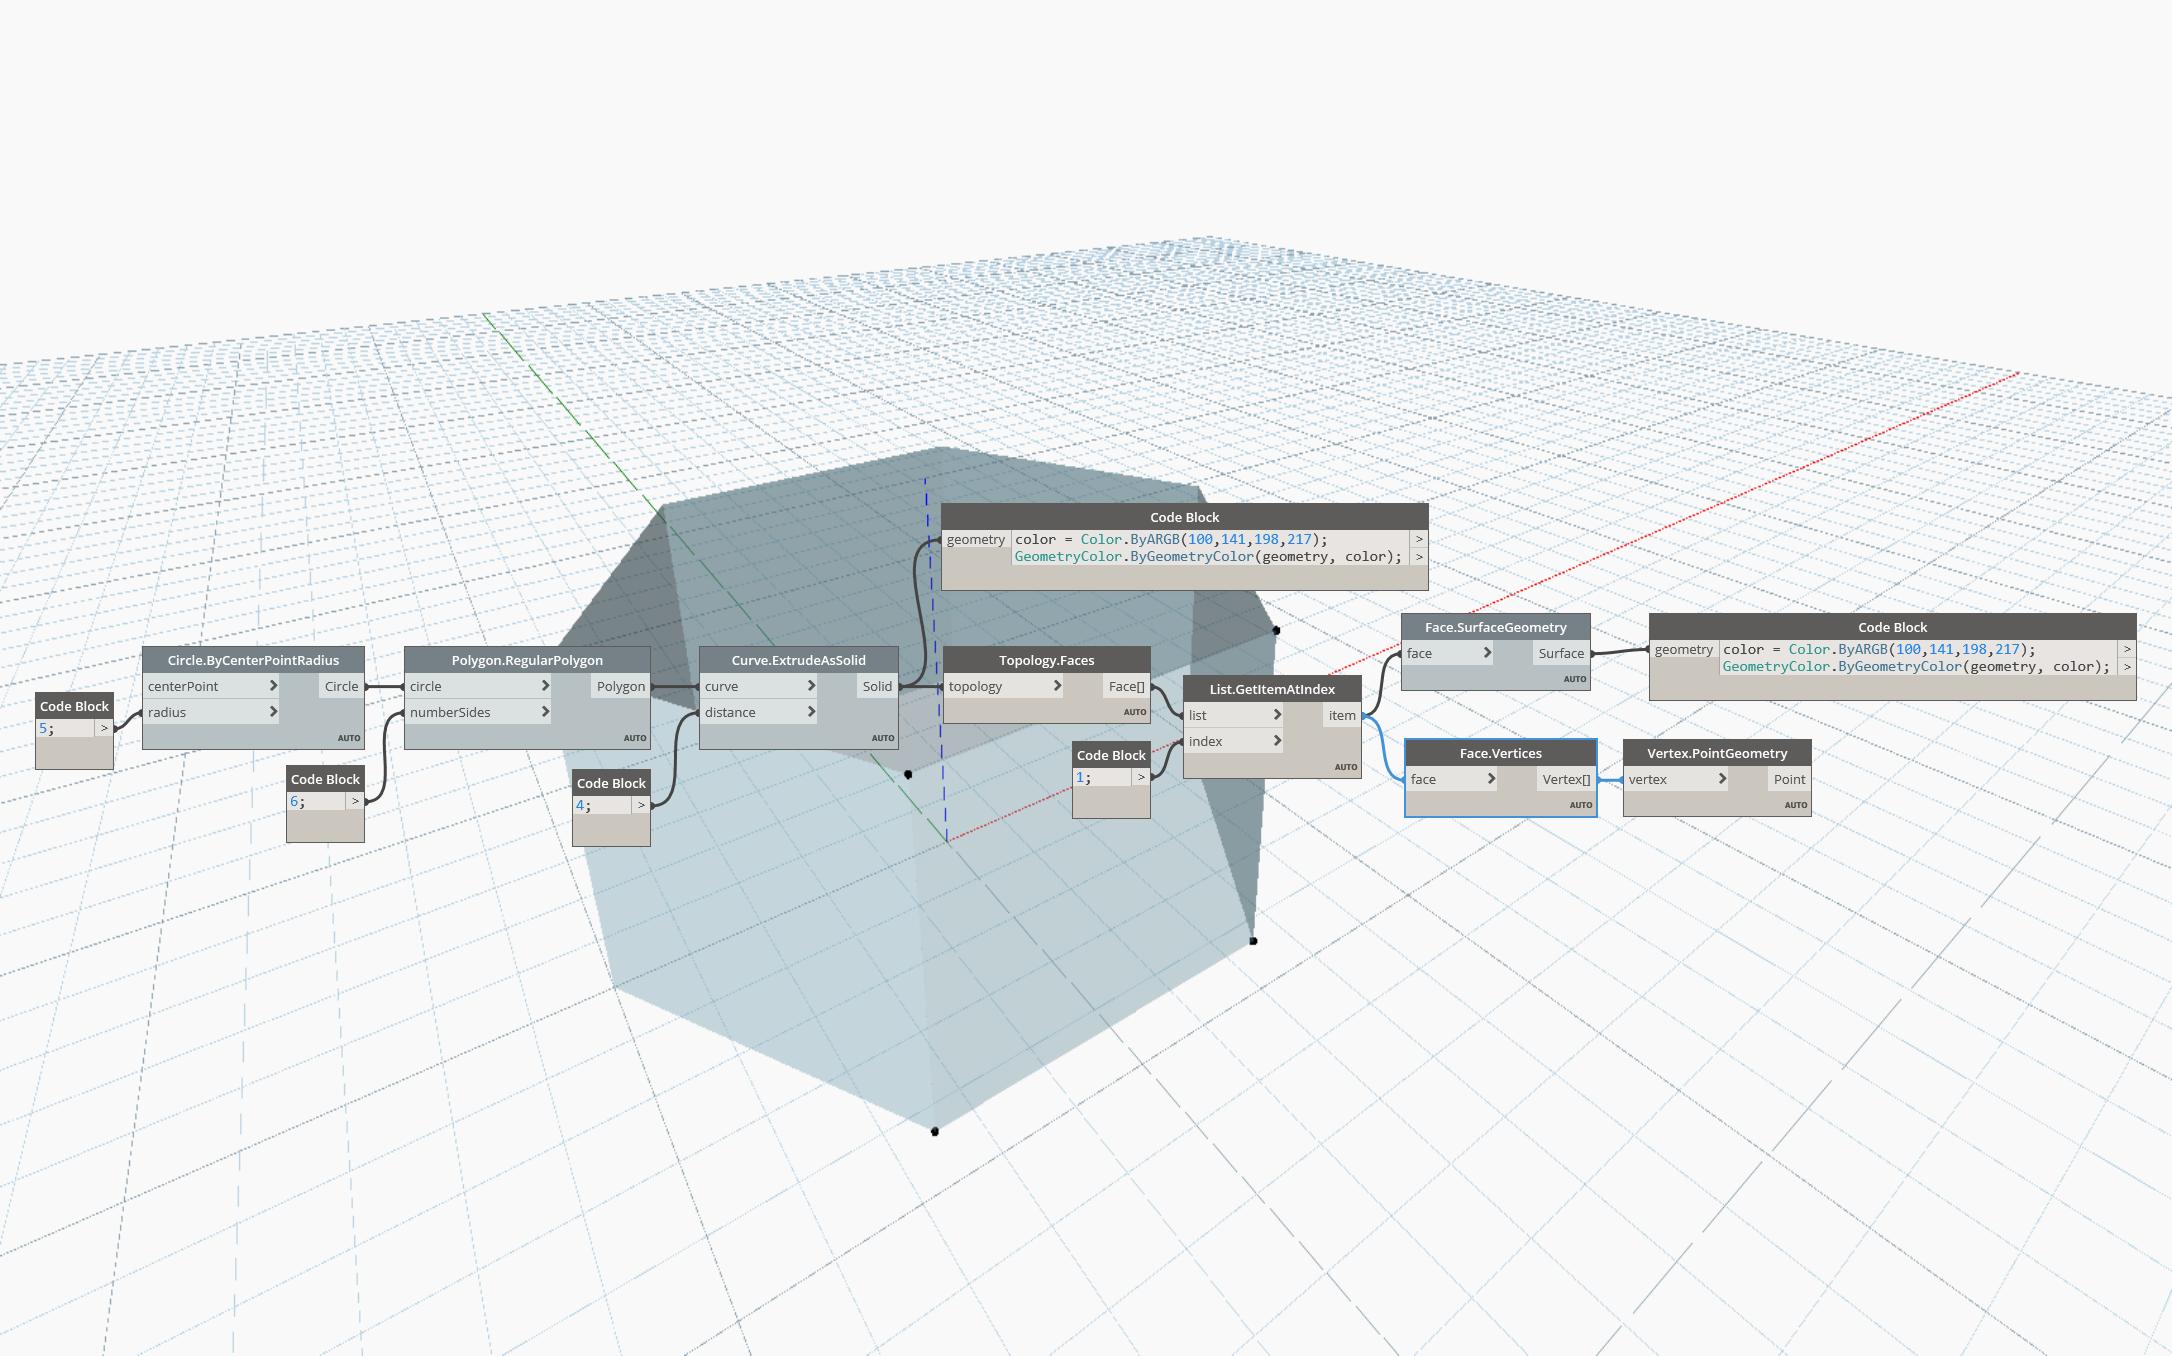 Code Block
5; >
Circle.ByCenterPointRadius
centerPoint > Circle
radius >
AUTO
Code Block
6; >
Polygon.RegularPolygon
circle > Polygon
numberSides >
AUTO
Code Block
4; >
Curve.ExtrudeAsSolid
curve > Solid
distance >
AUTO
Code Block
geometry color = Color.ByARGB(100,141,198,217); >
GeometryColor.ByGeometryColor(geometry, color); >
Topology.Faces
topology > Face[]
AUTO
Code Block
1; >
List.GetItemAtIndex
list > item
index >
AUTO
Face.SurfaceGeometry
face > Surface
AUTO
Code Block
geometry color = Color.ByARGB(100,141,198,217); >
GeometryColor.ByGeometryColor(geometry, color); >
Face.Vertices
face > Vertex[]
AUTO
Vertex.PointGeometry
vertex > Point
AUTO